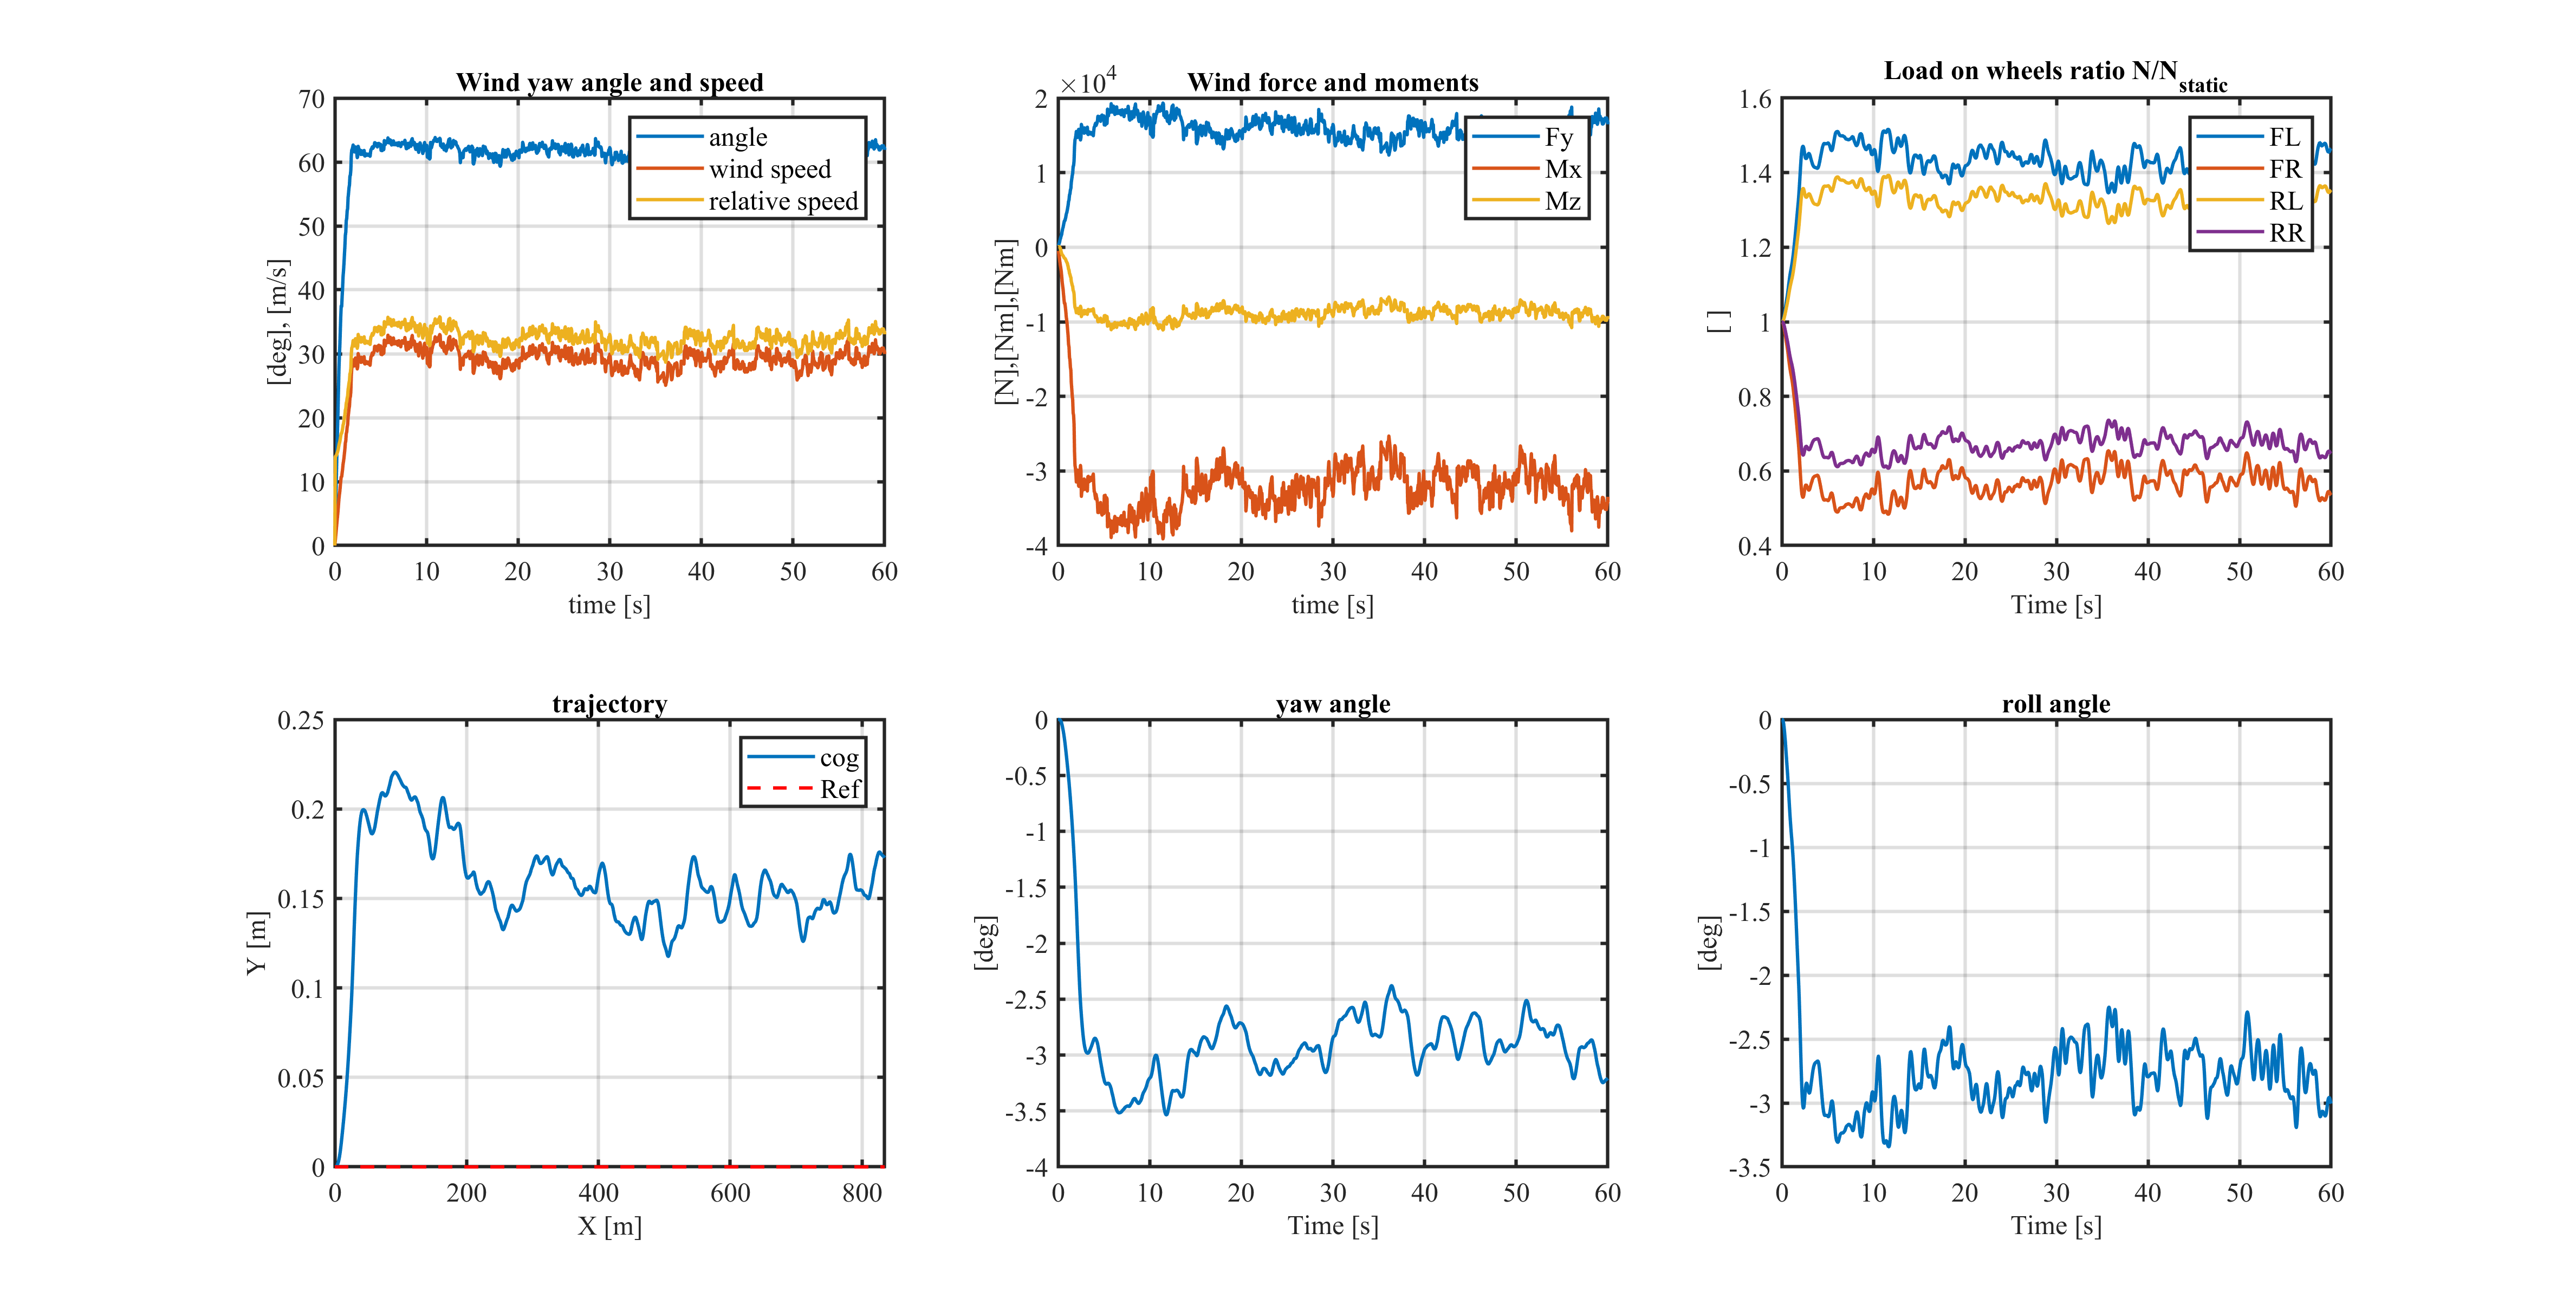 Wind yaw angle and speed
70
60
50
40
30
20
10
0
[deg], [m/s]
angle
wind speed
relative speed
0 10 20 30 40 50 60
time [s]
Wind force and moments
×10⁴
2
1
0
-1
-2
-3
-4
[N],[Nm],[Nm]
Fy
Mx
Mz
0 10 20 30 40 50 60
time [s]
Load on wheels ratio N/N_static
1.6
1.4
1.2
1
0.8
0.6
0.4
[ ]
FL
FR
RL
RR
0 10 20 30 40 50 60
Time [s]
trajectory
0.25
0.2
0.15
0.1
0.05
0
Y [m]
cog
Ref
0 200 400 600 800
X [m]
yaw angle
0
-0.5
-1
-1.5
-2
-2.5
-3
-3.5
-4
[deg]
0 10 20 30 40 50 60
Time [s]
roll angle
0
-0.5
-1
-1.5
-2
-2.5
-3
-3.5
[deg]
0 10 20 30 40 50 60
Time [s]